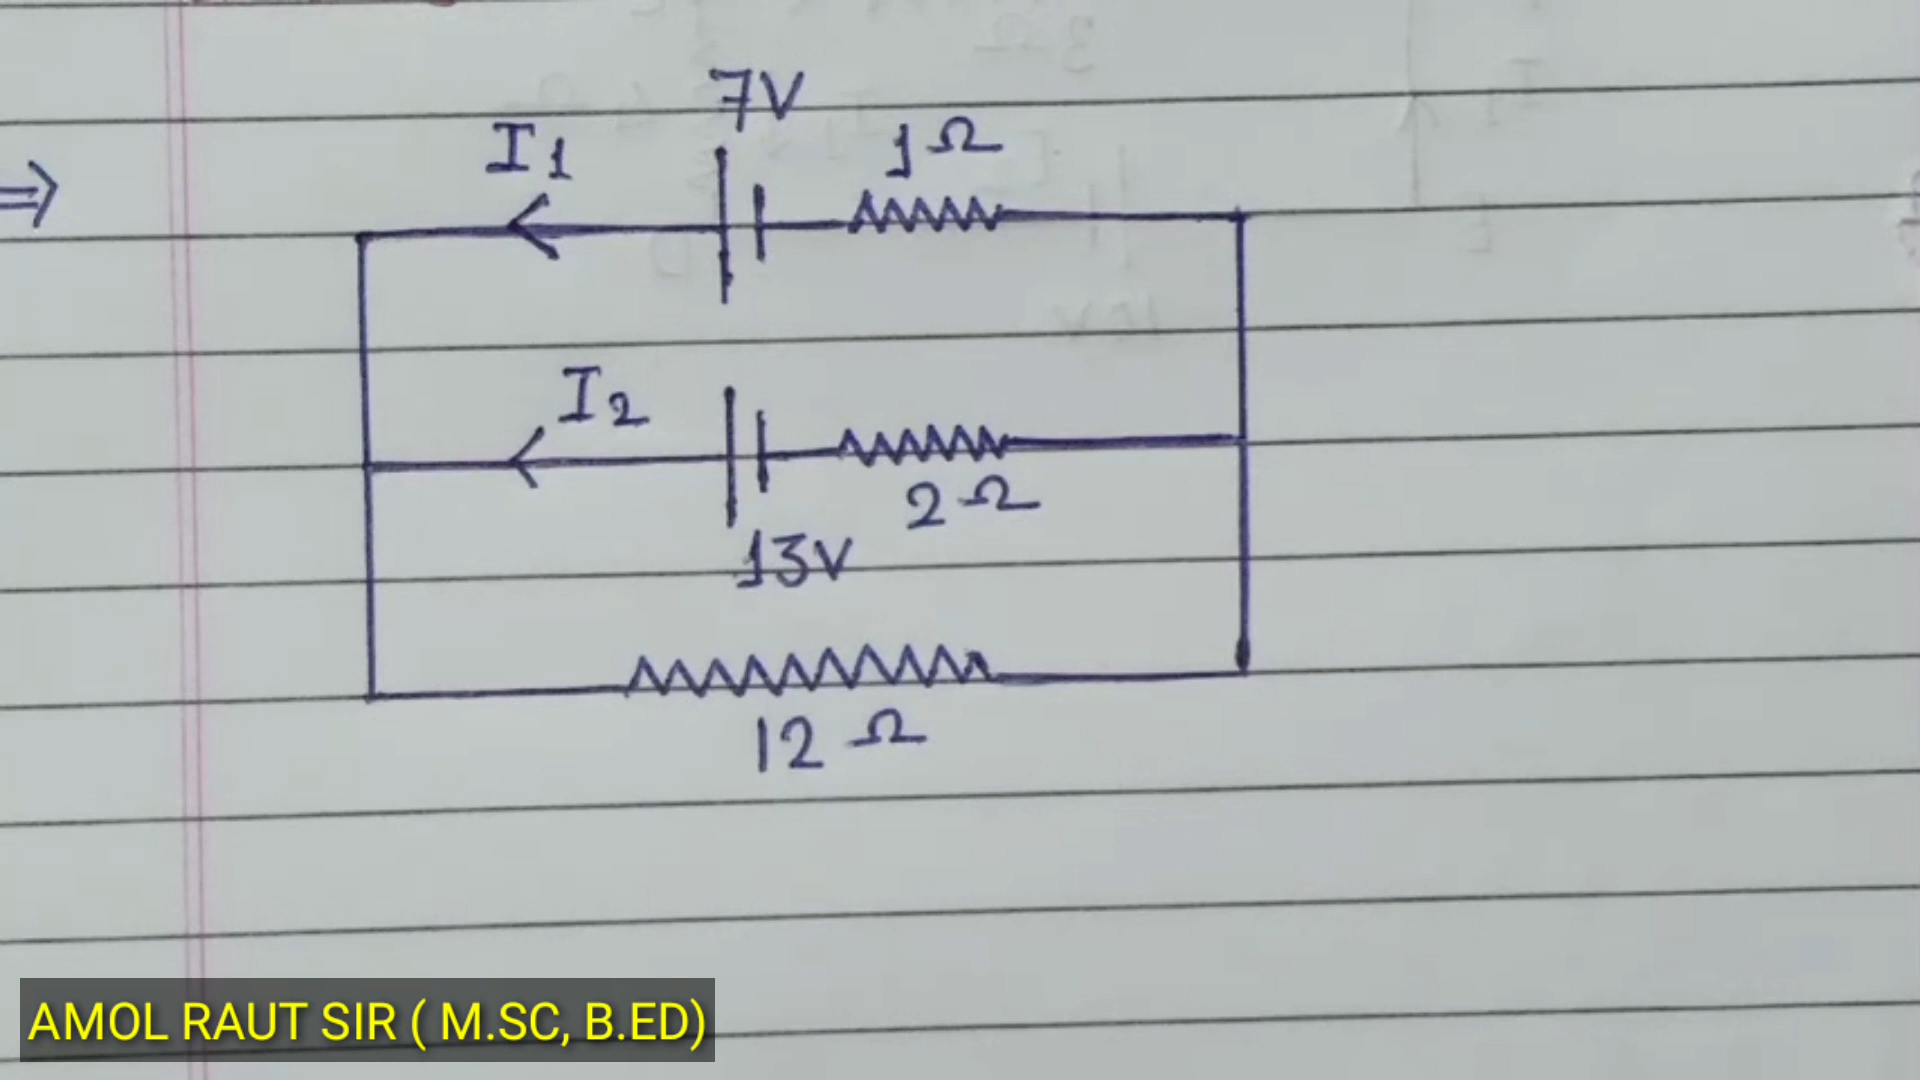 ⇒
7V
I1
1Ω
I2
2Ω
13V
12Ω
AMOL RAUT SIR ( M.SC, B.ED)